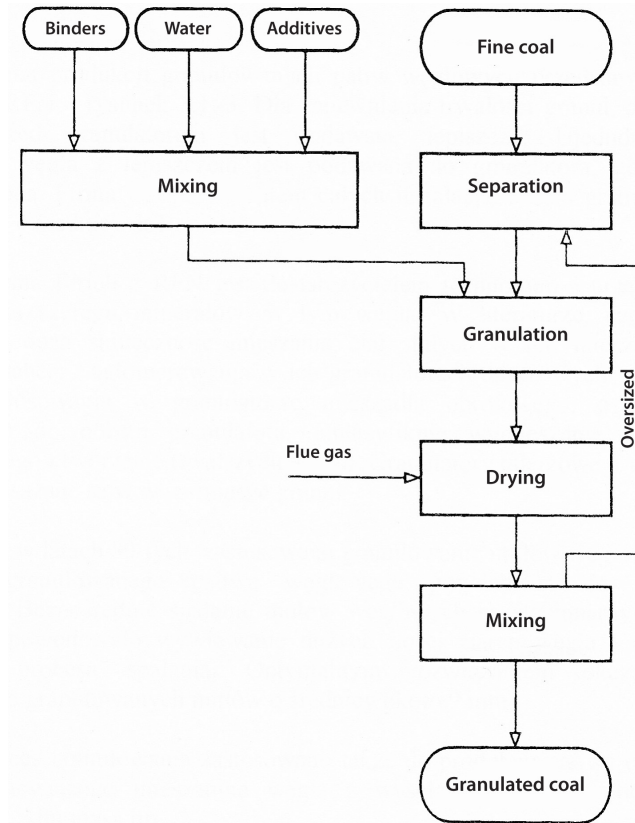 Binders
Water
Additives
Fine coal
Mixing
Separation
Granulation
Oversized
Flue gas
Drying
Mixing
Granulated coal